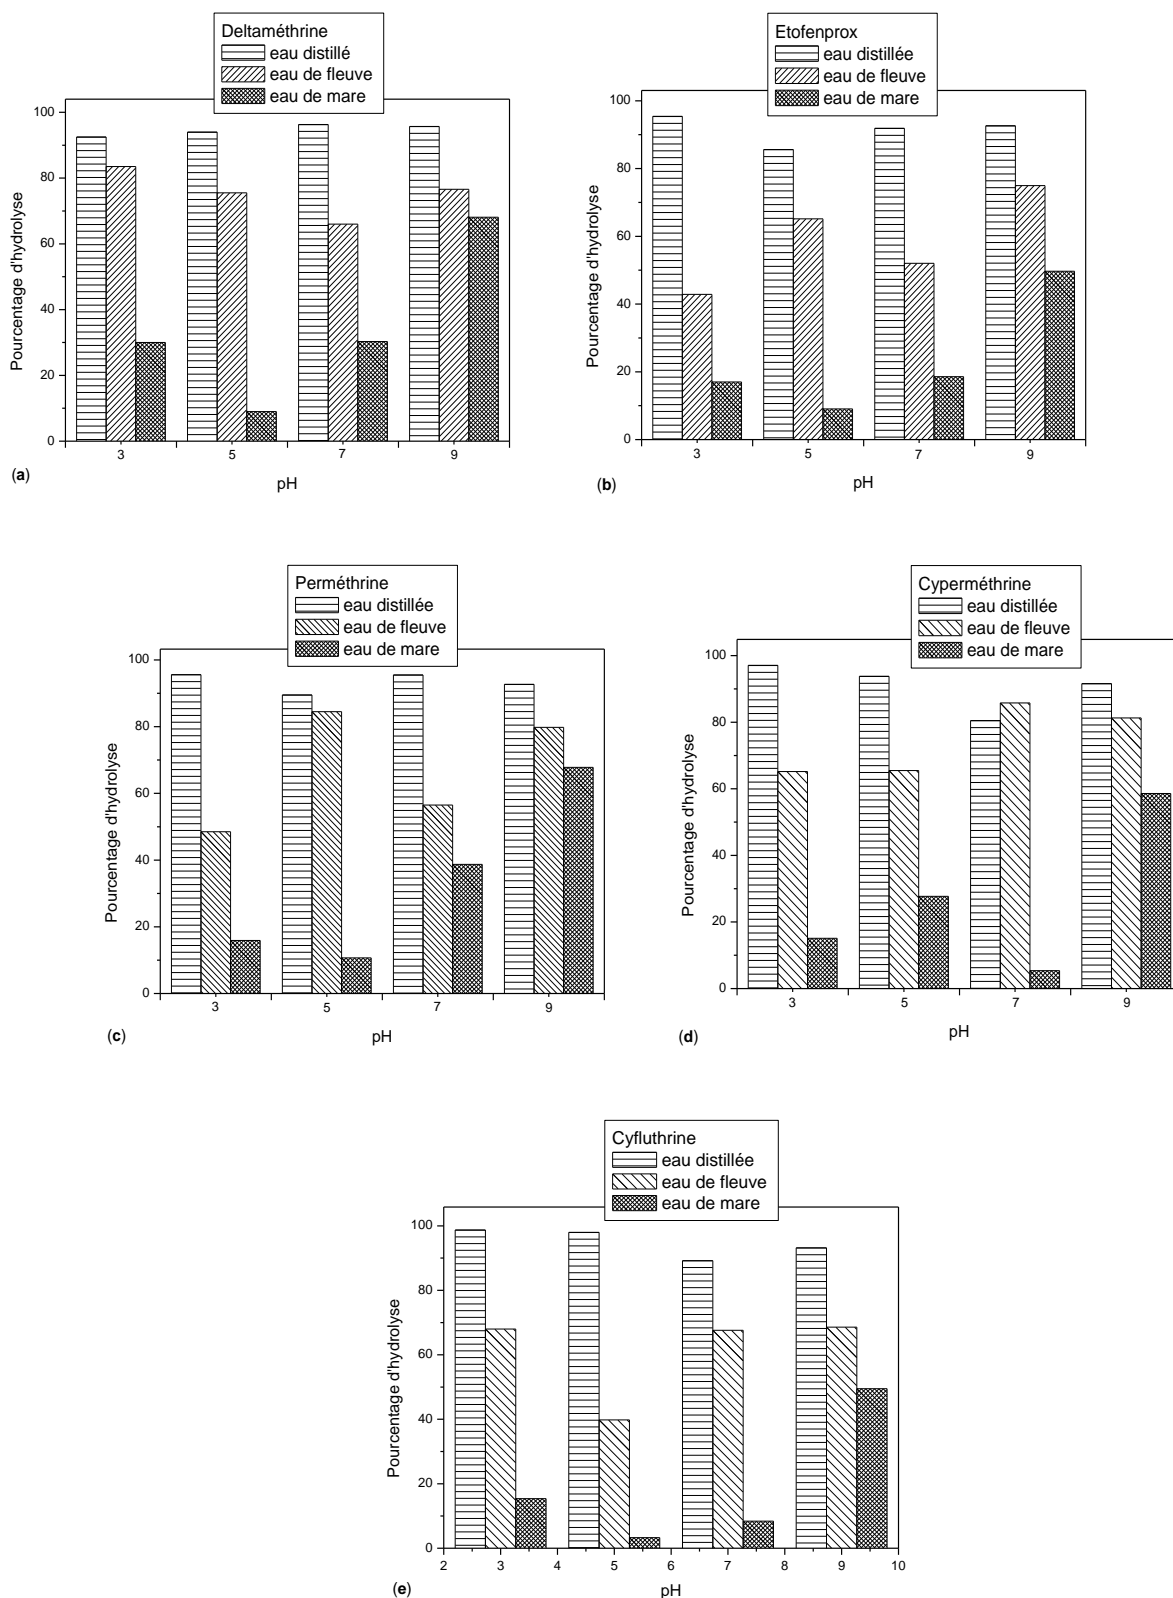 Deltaméthrine
eau distillé
eau de fleuve
eau de mare
100
80
60
40
20
0
Pourcentage d'hydrolyse
3 5 7 9
pH
(a)
Etofenprox
eau distillée
eau de fleuve
eau de mare
100
80
60
40
20
0
Pourcentage d'hydrolyse
3 5 7 9
pH
(b)
Perméthrine
eau distillée
eau de fleuve
eau de mare
100
80
60
40
20
0
Pourcentage d'hydrolyse
3 5 7 9
pH
(c)
Cyperméthrine
eau distillée
eau de fleuve
eau de mare
100
80
60
40
20
0
Pourcentage d'hydrolyse
3 5 7 9
pH
(d)
Cyfluthrine
eau distillée
eau de fleuve
eau de mare
100
80
60
40
20
0
Pourcentage d'hydrolyse
2 3 4 5 6 7 8 9 10
pH
(e)